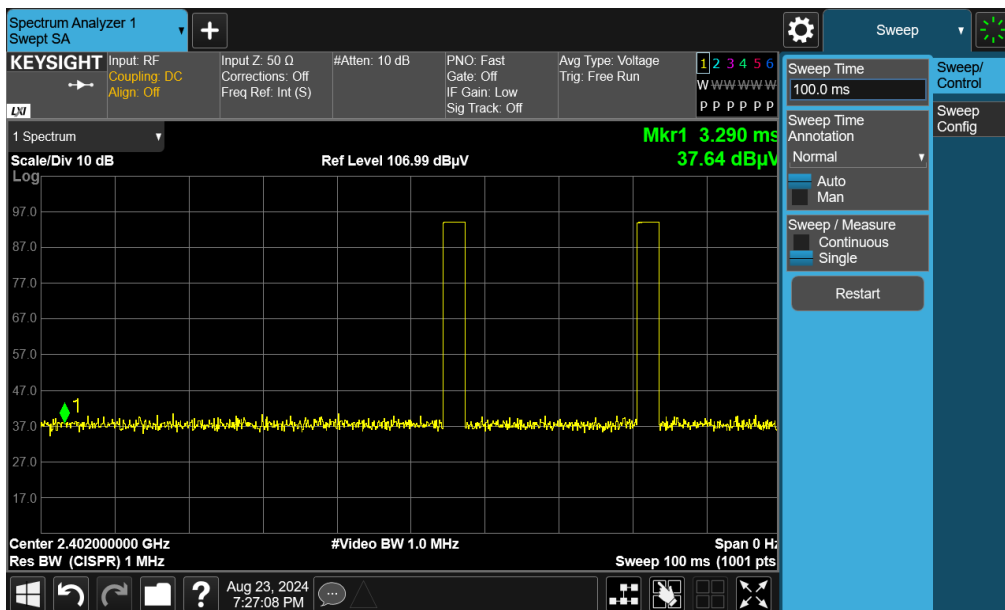 Spectrum Analyzer 1
Swept SA
+
Sweep
KEYSIGHT
LXI
Input: RF
Coupling: DC
Align: Off
Input Z: 50 Ω
Corrections: Off
Freq Ref: Int (S)
#Atten: 10 dB
PNO: Fast
Gate: Off
IF Gain: Low
Sig Track: Off
Avg Type: Voltage
Trig: Free Run
1 2 3 4 5 6
W W W W W W
P P P P P P
1 Spectrum
Scale/Div 10 dB
Ref Level 106.99 dBµV
Mkr1 3.290 ms
37.64 dBµV
Log
97.0
87.0
77.0
67.0
57.0
47.0
37.0
27.0
17.0
1
Center 2.402000000 GHz
#Video BW 1.0 MHz
Span 0 Hz
Res BW (CISPR) 1 MHz
Sweep 100 ms (1001 pts
Sweep Time
100.0 ms
Sweep Time
Annotation
Normal
Auto
Man
Sweep / Measure
Continuous
Single
Restart
Sweep/
Control
Sweep
Config
?
Aug 23, 2024
7:27:08 PM